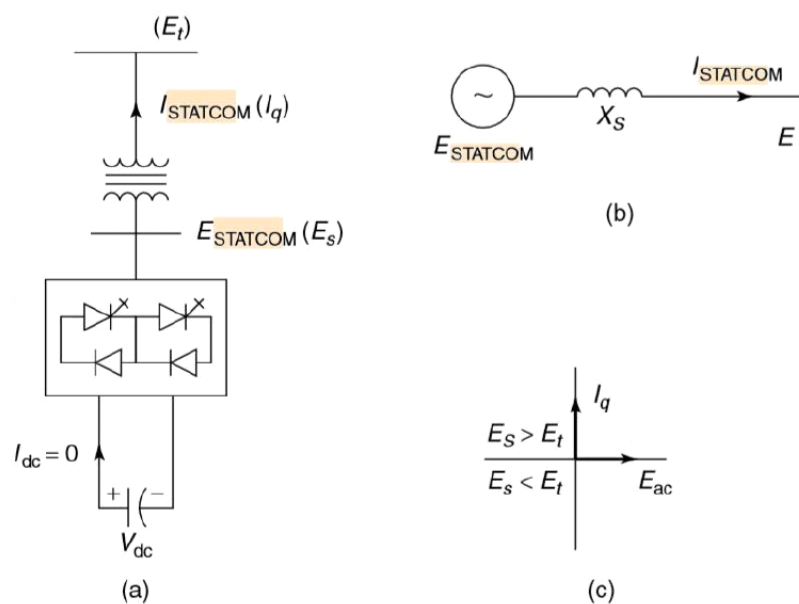 (Et)
ISTATCOM (Iq)
ESTATCOM (Es)
Idc = 0
+ −
Vdc
(a)
~
ISTATCOM
XS
ESTATCOM
E
(b)
Iq
ES > Et
Es < Et
Eac
(c)